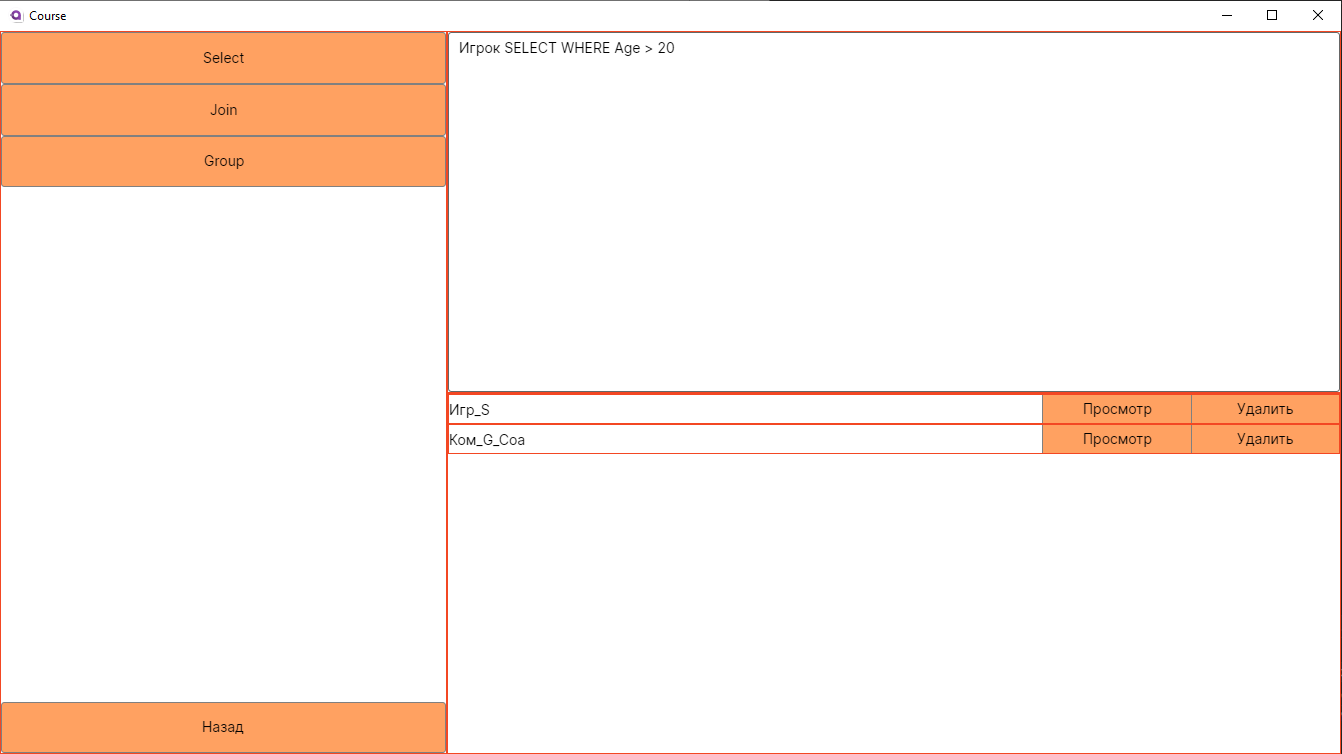 Course
Select
Join
Group
Назад
Игрок SELECT WHERE Age > 20
Игр_S Просмотр Удалить
Ком_G_Coa Просмотр Удалить